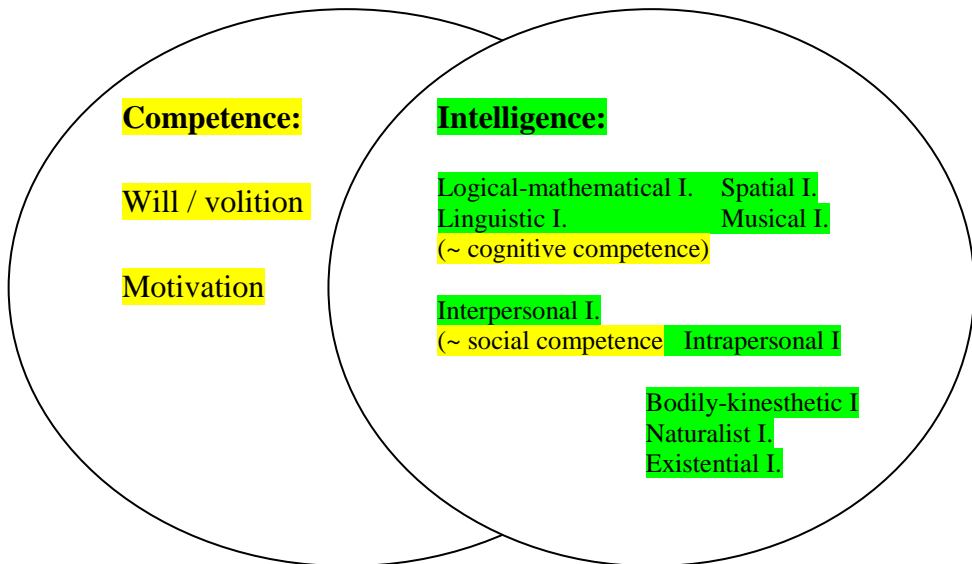 Competence:
Will / volition
Motivation
Intelligence:
Logical-mathematical I. Spatial I.
Linguistic I. Musical I.
(~ cognitive competence)
Interpersonal I.
(~ social competence Intrapersonal I
Bodily-kinesthetic I
Naturalist I.
Existential I.